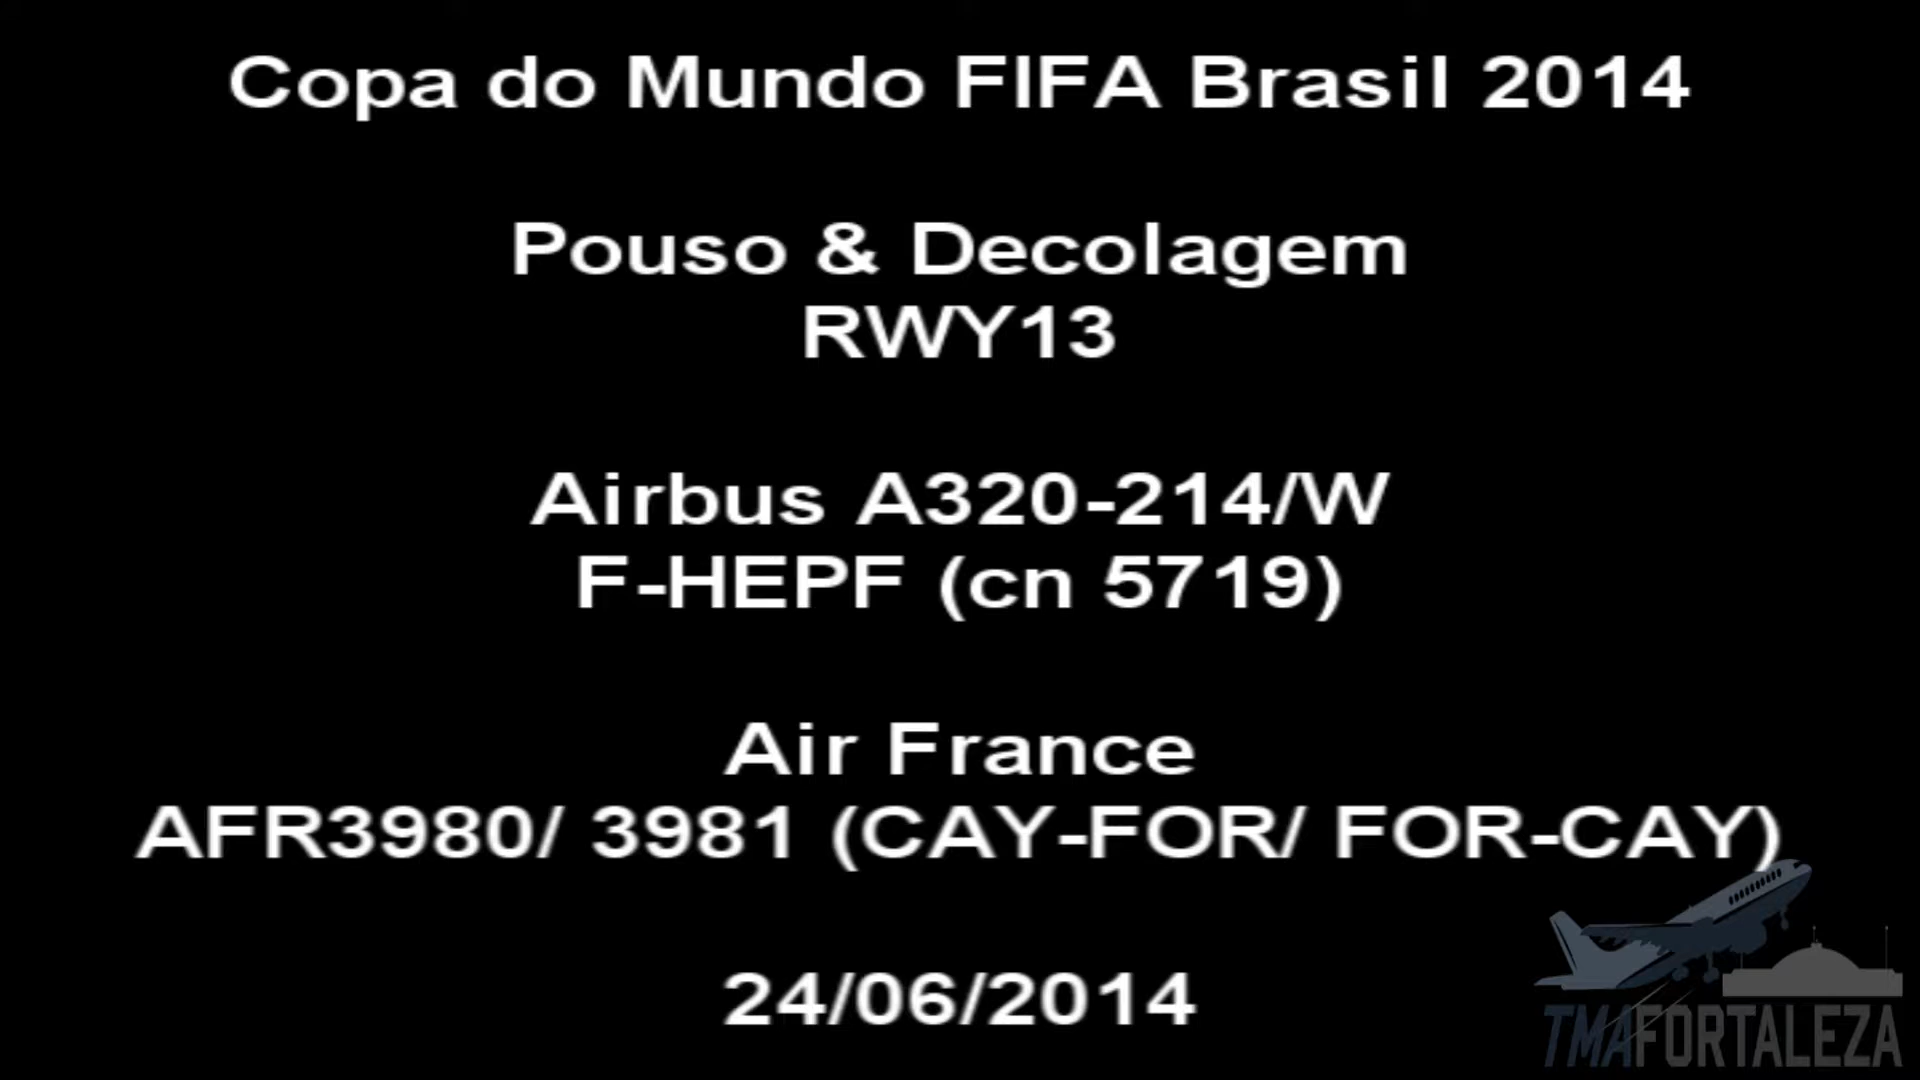 Copa do Mundo FIFA Brasil 2014
Pouso & Decolagem
RWY13
Airbus A320-214/W
F-HEPF (cn 5719)
Air France
AFR3980/ 3981 (CAY-FOR/ FOR-CAY)
24/06/2014
TMAFORTALEZA